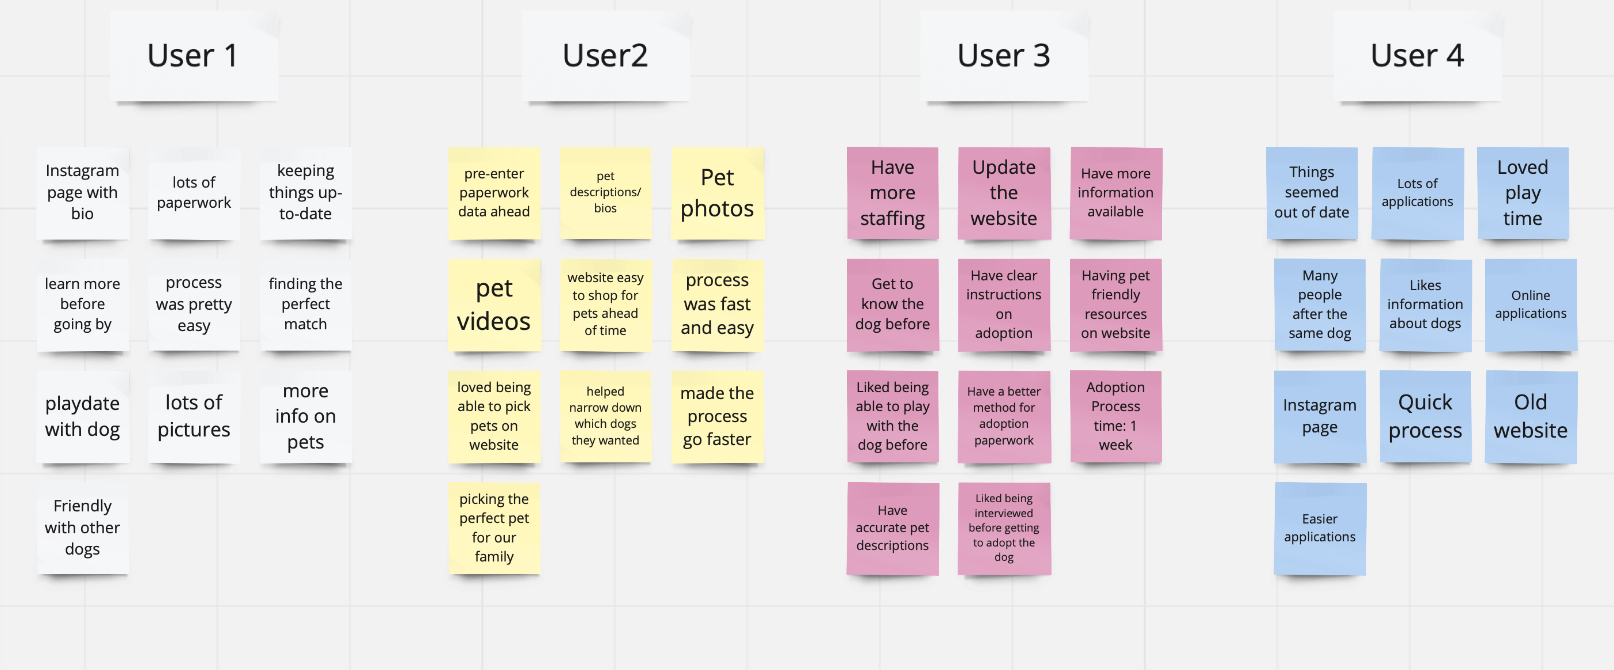 User 1
Instagram
page with
bio
lots of
paperwork
keeping
things up-
to-date
learn more
before
going by
process
was pretty
easy
finding the
perfect
match
playdate
with dog
lots of
pictures
more
info on
pets
Friendly
with other
dogs
User2
pre-enter
paperwork
data ahead
pet
descriptions/
bios
Pet
photos
pet
videos
website easy
to shop for
pets ahead
of time
process
was fast
and easy
loved being
able to pick
pets on
website
helped
narrow down
which dogs
they wanted
made the
process
go faster
picking the
perfect pet
for our
family
User 3
Have
more
staffing
Update
the
website
Have more
information
available
Get to
know the
dog before
Have clear
instructions
on
adoption
Having pet
friendly
resources
on website
Liked being
able to play
with the
dog before
Have a better
method for
adoption
paperwork
Adoption
Process
time: 1
week
Have
accurate pet
descriptions
Liked being
interviewed
before getting
to adopt the
dog
User 4
Things
seemed
out of date
Lots of
applications
Loved
play
time
Many
people
after the
same dog
Likes
information
about dogs
Online
applications
Instagram
page
Quick
process
Old
website
Easier
applications